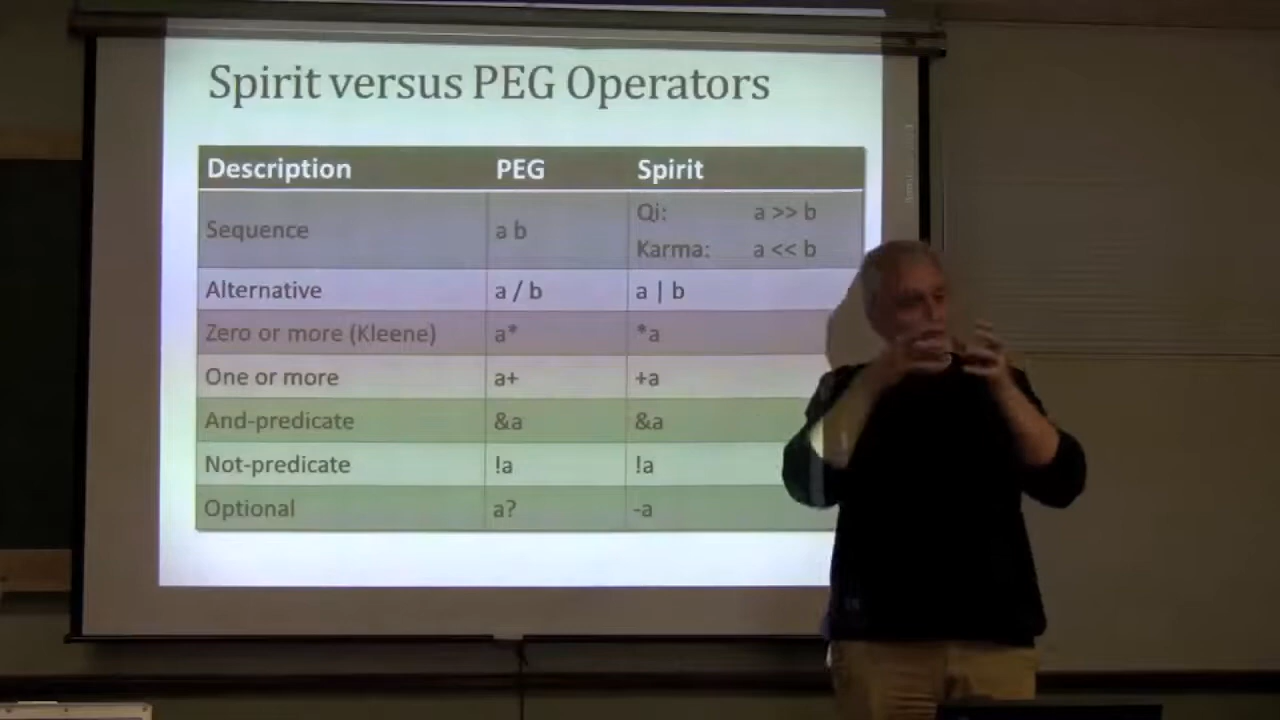 Spirit versus PEG Operators
Description PEG Spirit
Sequence a b Qi: a >> b
Karma: a << b
Alternative a / b a | b
Zero or more (Kleene) a* *a
One or more a+ +a
And-predicate &a &a
Not-predicate !a !a
Optional a? -a